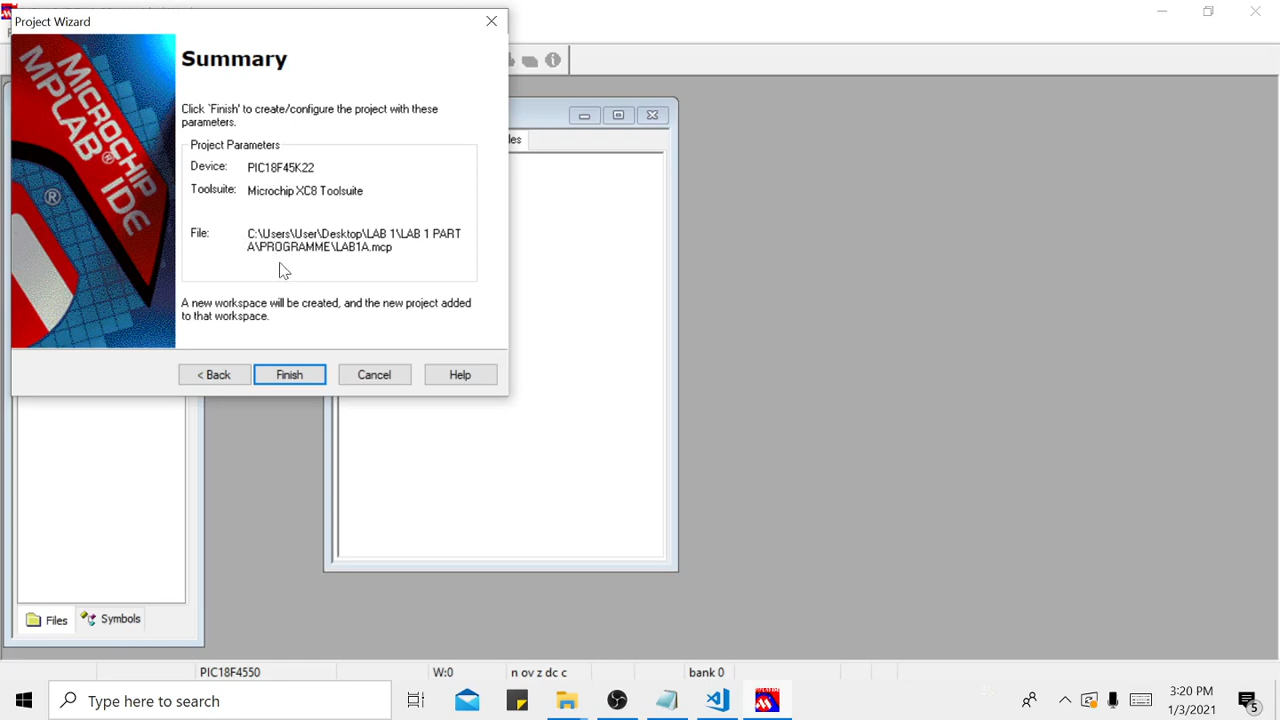 Project Wizard
MICROCHIP
MPLAB® IDE
®
Summary
Click `Finish' to create/configure the project with these
parameters.
Project Parameters
Device: PIC18F45K22
Toolsuite: Microchip XC8 Toolsuite
File: C:\Users\User\Desktop\LAB 1\LAB 1 PART
A\PROGRAMME\LAB1A.mcp
A new workspace will be created, and the new project added
to that workspace.
< Back Finish Cancel Help
Files Symbols
PIC18F4550 W:0 n ov z dc c bank 0
Type here to search
3:20 PM
1/3/2021
5